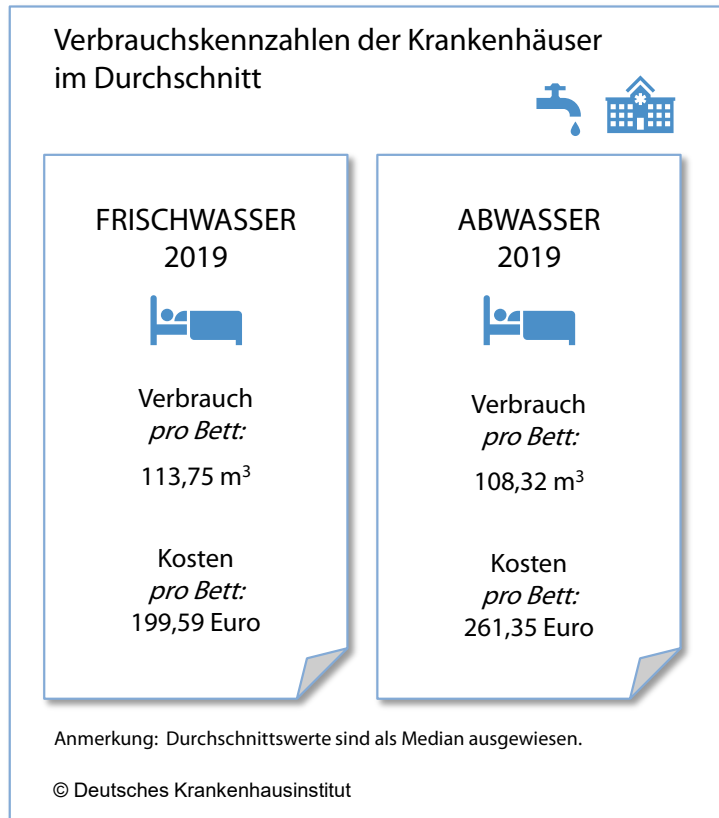 Verbrauchskennzahlen der Krankenhäuser
im Durchschnitt
FRISCHWASSER
2019
Verbrauch
pro Bett:
113,75 m³
Kosten
pro Bett:
199,59 Euro
ABWASSER
2019
Verbrauch
pro Bett:
108,32 m³
Kosten
pro Bett:
261,35 Euro
Anmerkung: Durchschnittswerte sind als Median ausgewiesen.
© Deutsches Krankenhausinstitut